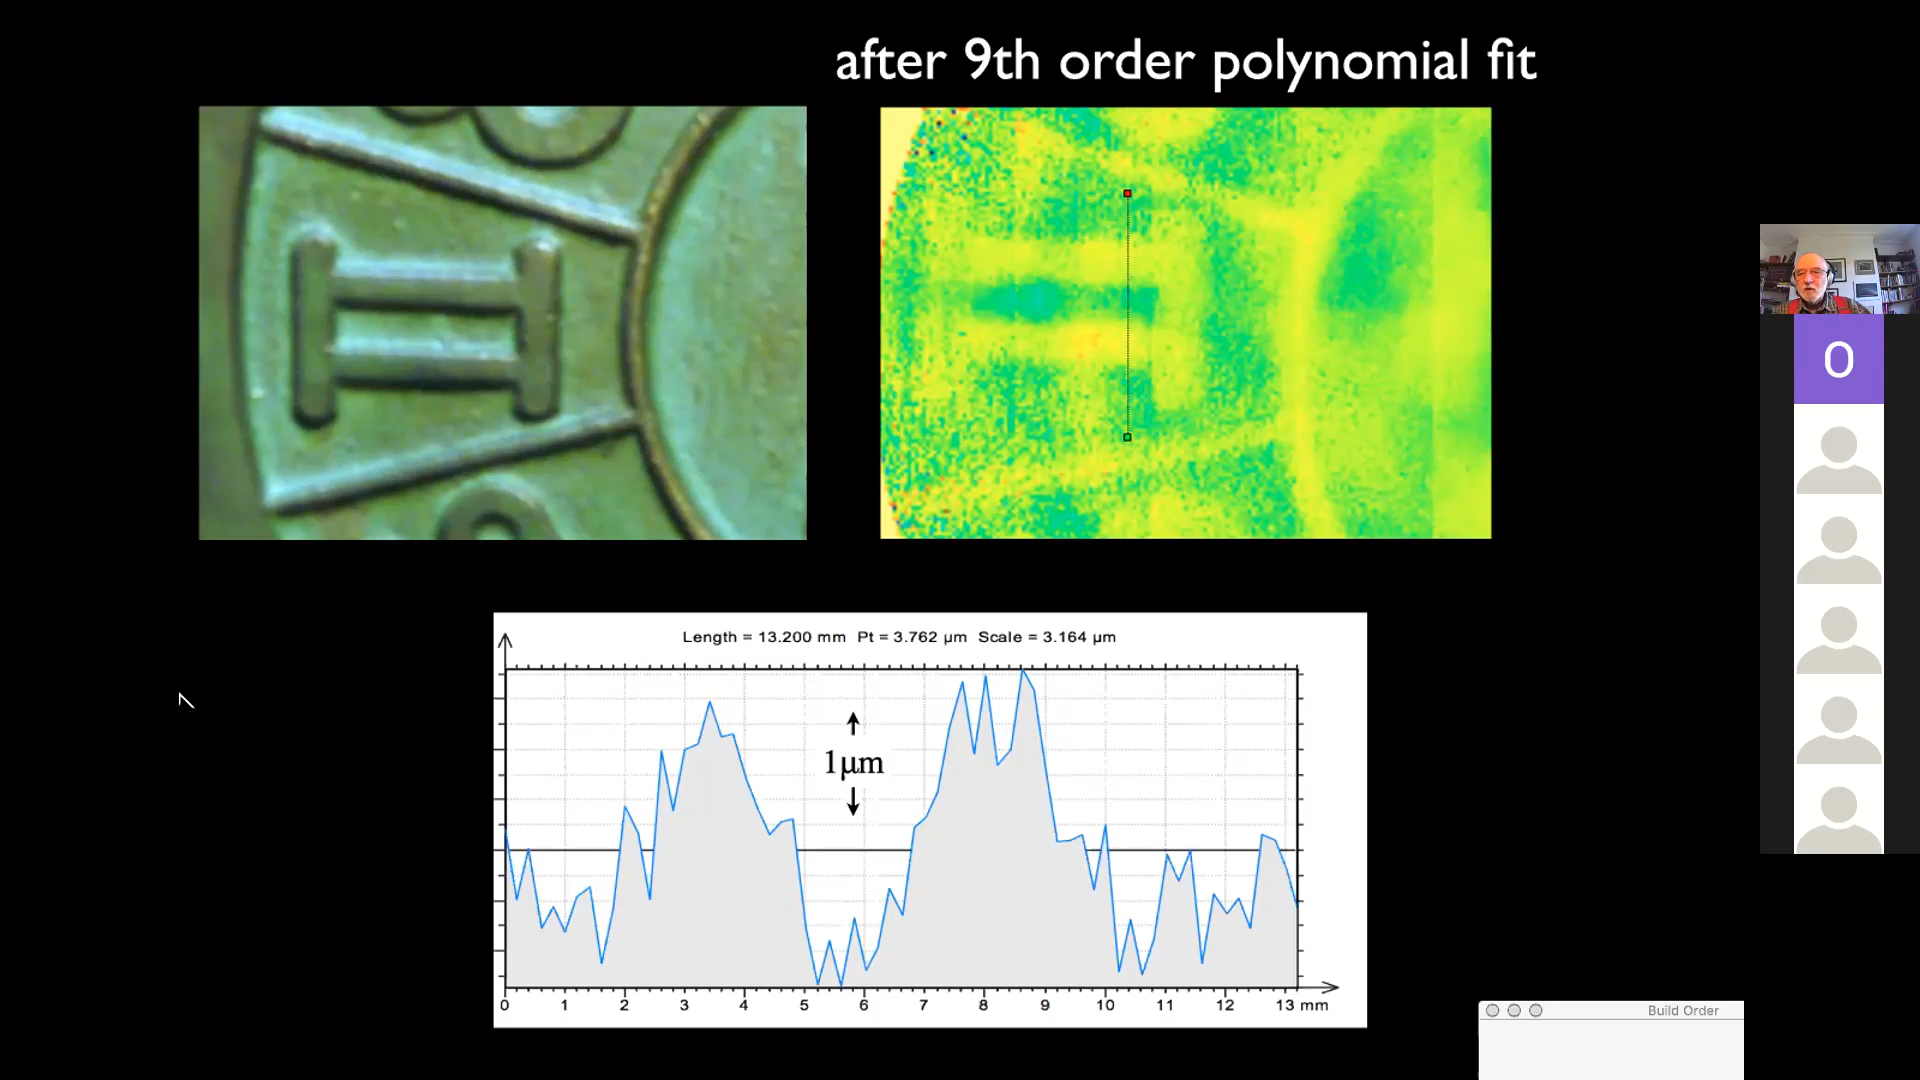 after 9th order polynomial fit
II
Length = 13.200 mm Pt = 3.762 µm Scale = 3.164 µm
1µm
0 1 2 3 4 5 6 7 8 9 10 11 12 13 mm
O
Build Order